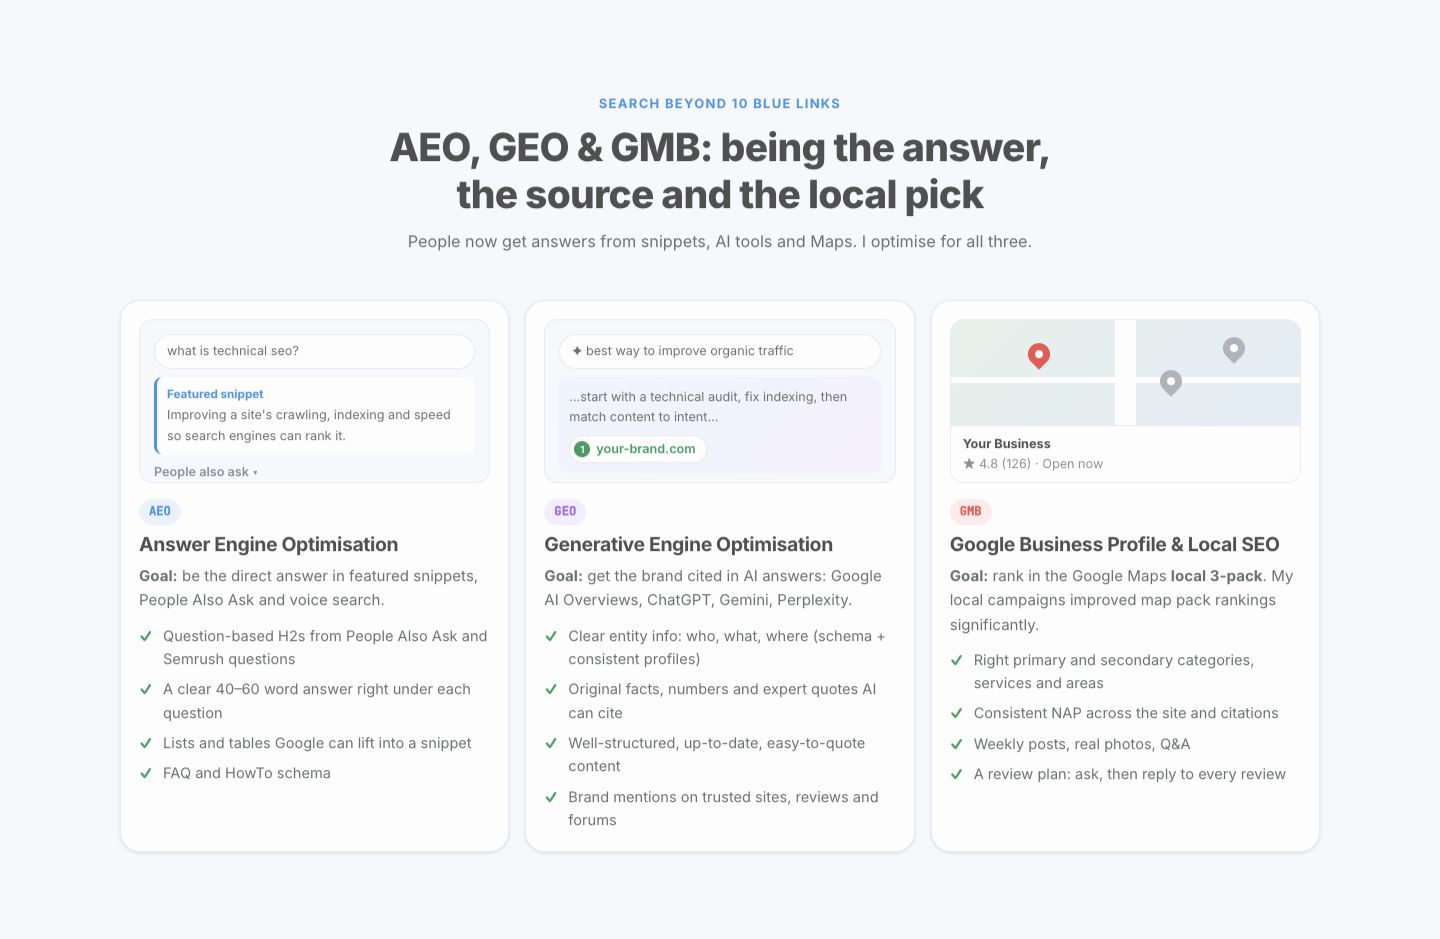 SEARCH BEYOND 10 BLUE LINKS
AEO, GEO & GMB: being the answer,
the source and the local pick
People now get answers from snippets, AI tools and Maps. I optimise for all three.
what is technical seo?
Featured snippet
Improving a site's crawling, indexing and speed
so search engines can rank it.
People also ask ▾
AEO
Answer Engine Optimisation
Goal: be the direct answer in featured snippets,
People Also Ask and voice search.
✓ Question-based H2s from People Also Ask and
Semrush questions
✓ A clear 40–60 word answer right under each
question
✓ Lists and tables Google can lift into a snippet
✓ FAQ and HowTo schema
✦ best way to improve organic traffic
...start with a technical audit, fix indexing, then
match content to intent...
1 your-brand.com
GEO
Generative Engine Optimisation
Goal: get the brand cited in AI answers: Google
AI Overviews, ChatGPT, Gemini, Perplexity.
✓ Clear entity info: who, what, where (schema +
consistent profiles)
✓ Original facts, numbers and expert quotes AI
can cite
✓ Well-structured, up-to-date, easy-to-quote
content
✓ Brand mentions on trusted sites, reviews and
forums
Your Business
★ 4.8 (126) · Open now
GMB
Google Business Profile & Local SEO
Goal: rank in the Google Maps local 3-pack. My
local campaigns improved map pack rankings
significantly.
✓ Right primary and secondary categories,
services and areas
✓ Consistent NAP across the site and citations
✓ Weekly posts, real photos, Q&A
✓ A review plan: ask, then reply to every review